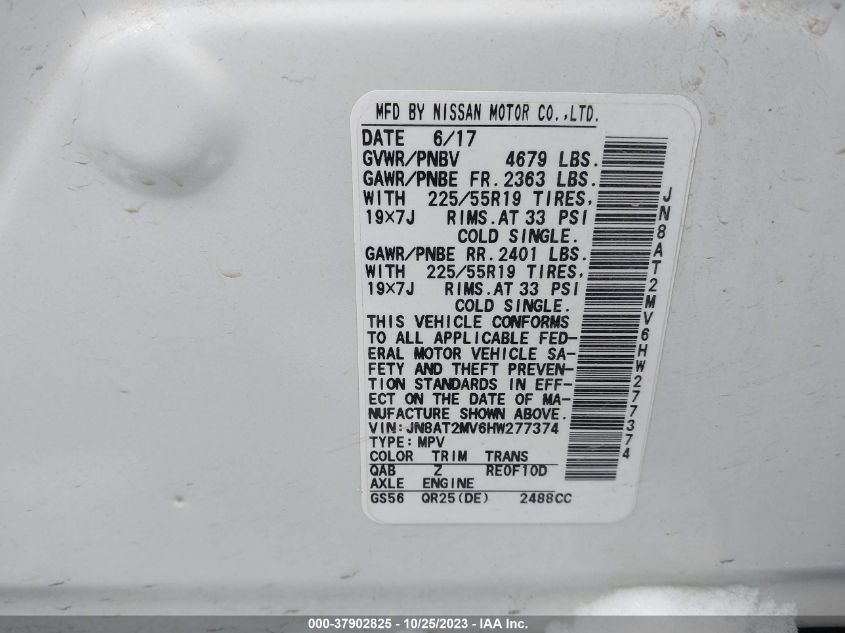 MFD BY NISSAN MOTOR CO.,LTD.
DATE 6/17
GVWR/PNBV 4679 LBS.
GAWR/PNBE FR. 2363 LBS.
WITH 225/55R19 TIRES,
19×7J RIMS. AT 33 PSI
COLD SINGLE.
GAWR/PNBE RR. 2401 LBS.
WITH 225/55R19 TIRES,
19×7J RIMS. AT 33 PSI
COLD SINGLE.
THIS VEHICLE CONFORMS
TO ALL APPLICABLE FED-
ERAL MOTOR VEHICLE SA-
FETY AND THEFT PREVEN-
TION STANDARDS IN EFF-
ECT ON THE DATE OF MA-
NUFACTURE SHOWN ABOVE.
VIN:JN8AT2MV6HW277374
TYPE:MPV
COLOR TRIM TRANS
QAB Z RE0F10D
AXLE ENGINE
GS56 QR25(DE) 2488CC
JN8AT2MV6HW277374
000-37902825 - 10/25/2023 - IAA Inc.